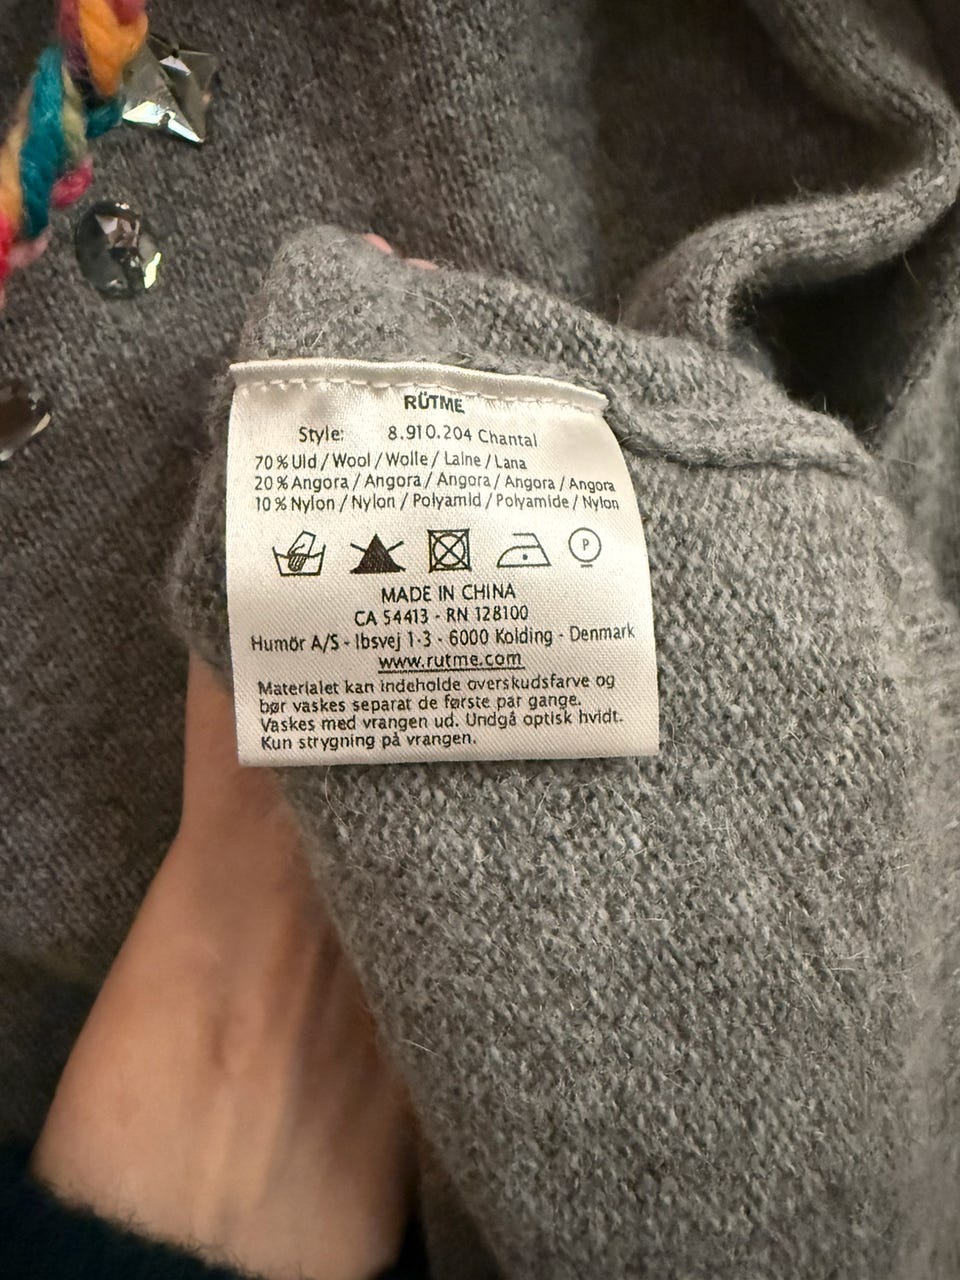 RÜTME
Style: 8.910.204 Chantal
70 % Uld / Wool / Wolle / Laine / Lana
20 % Angora / Angora / Angora / Angora / Angora
10 % Nylon / Nylon / Polyamid / Polyamide / Nylon
P
MADE IN CHINA
CA 54413 - RN 128100
Humör A/S - Ibsvej 1-3 - 6000 Kolding - Denmark
www.rutme.com
Materialet kan indeholde overskudsfarve og
bør vaskes separat de første par gange.
Vaskes med vrangen ud. Undgå optisk hvidt.
Kun strygning på vrangen.